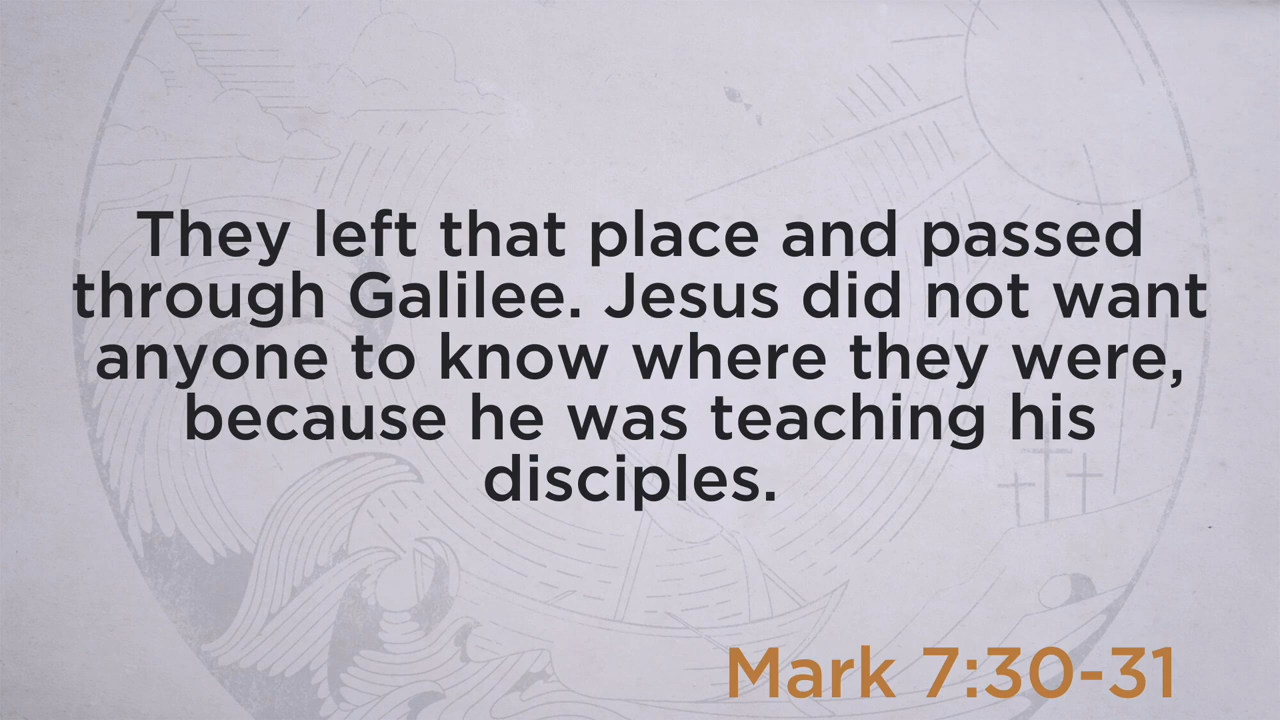 They left that place and passed
through Galilee. Jesus did not want
anyone to know where they were,
because he was teaching his
disciples.
Mark 7:30-31